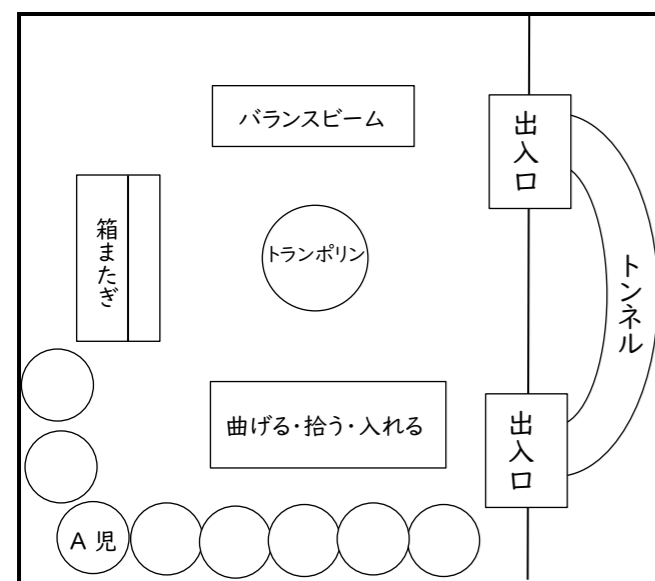 バランスビーム
出入口
箱またぎ
トランポリン
トンネル
曲げる・拾う・入れる
出入口
A 児